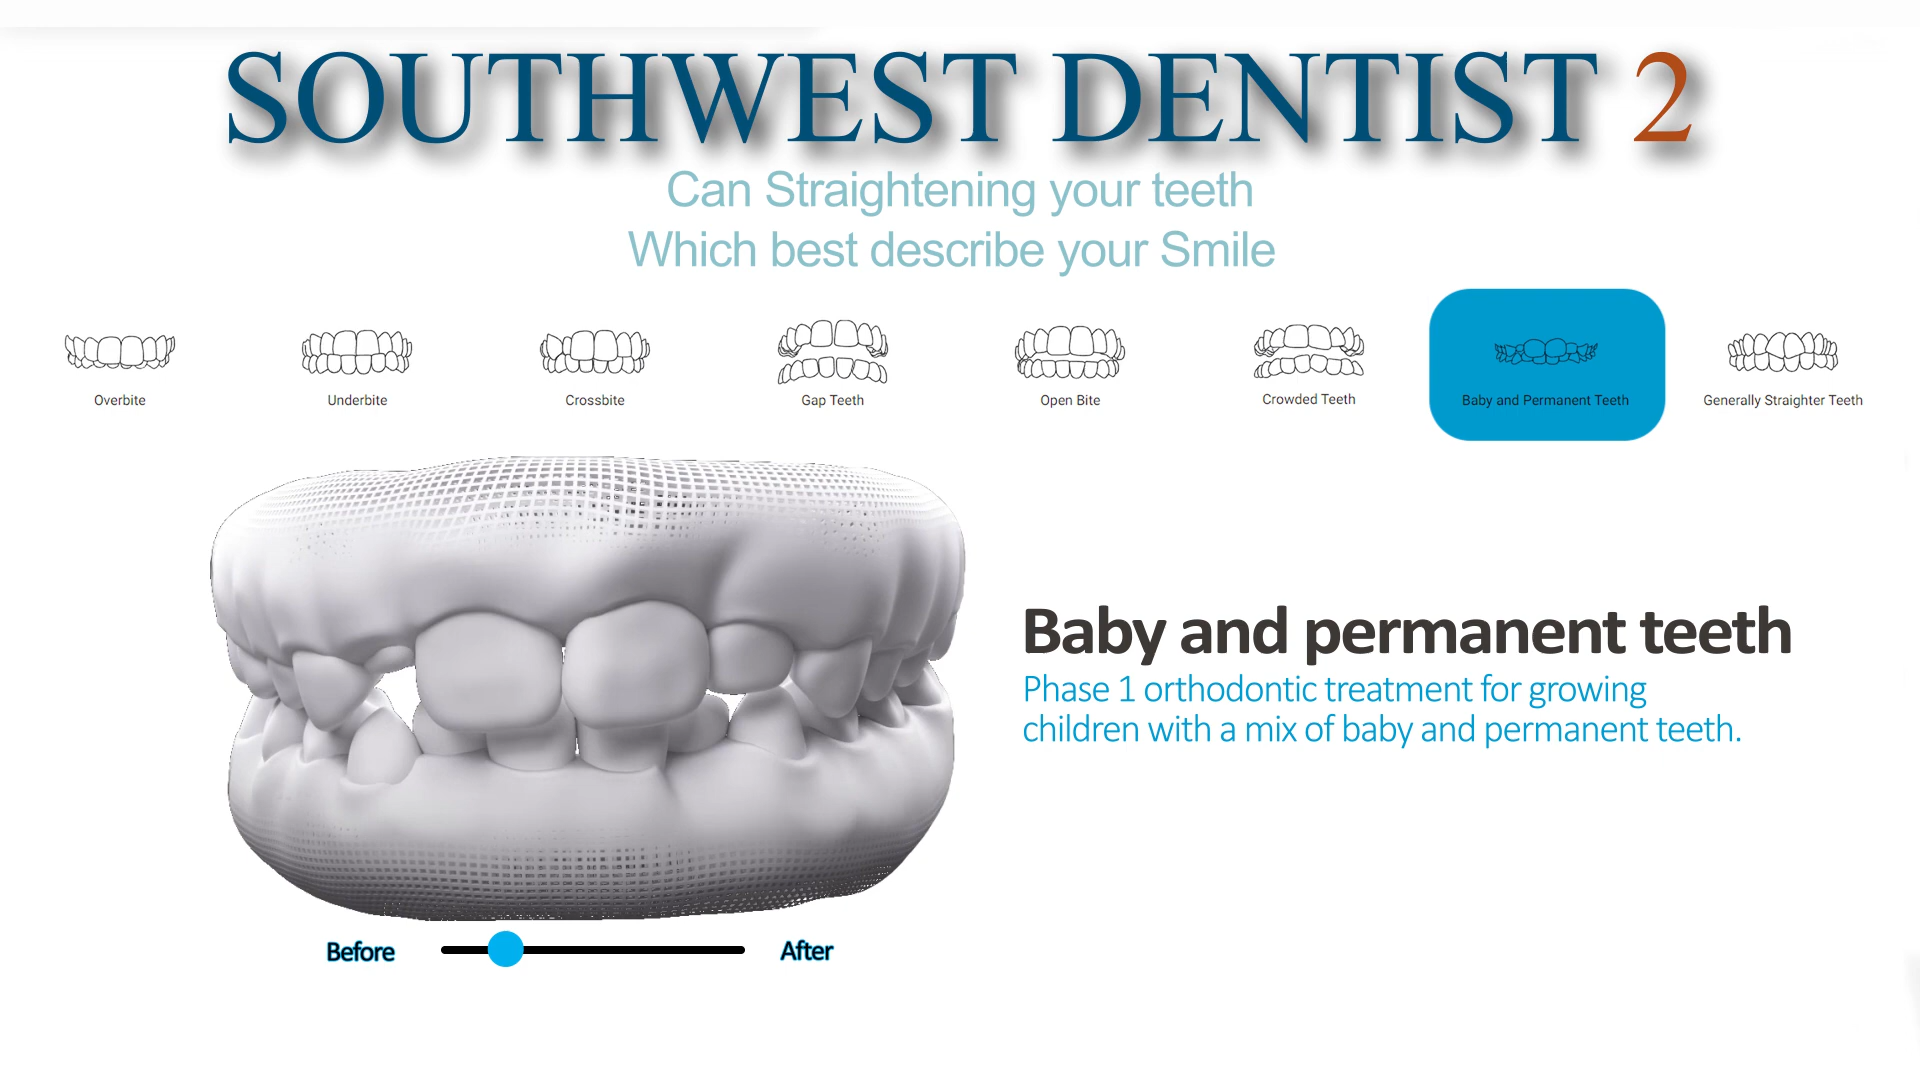 SOUTHWEST DENTIST 2
Can Straightening your teeth
Which best describe your Smile
Overbite
Underbite
Crossbite
Gap Teeth
Open Bite
Crowded Teeth
Baby and Permanent Teeth
Generally Straighter Teeth
Baby and permanent teeth
Phase 1 orthodontic treatment for growing
children with a mix of baby and permanent teeth.
Before
After